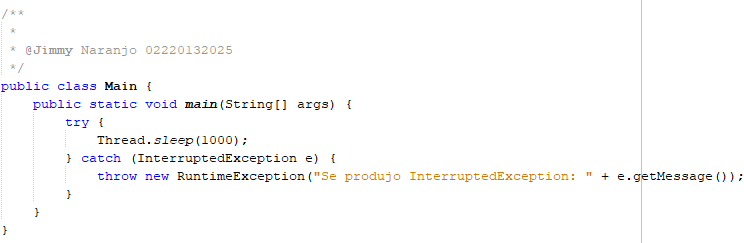 /**
 *
 * @Jimmy Naranjo 02220132025
 */
public class Main {
    public static void main(String[] args) {
        try {
            Thread.sleep(1000);
        } catch (InterruptedException e) {
            throw new RuntimeException("Se produjo InterruptedException: " + e.getMessage());
        }
    }
}